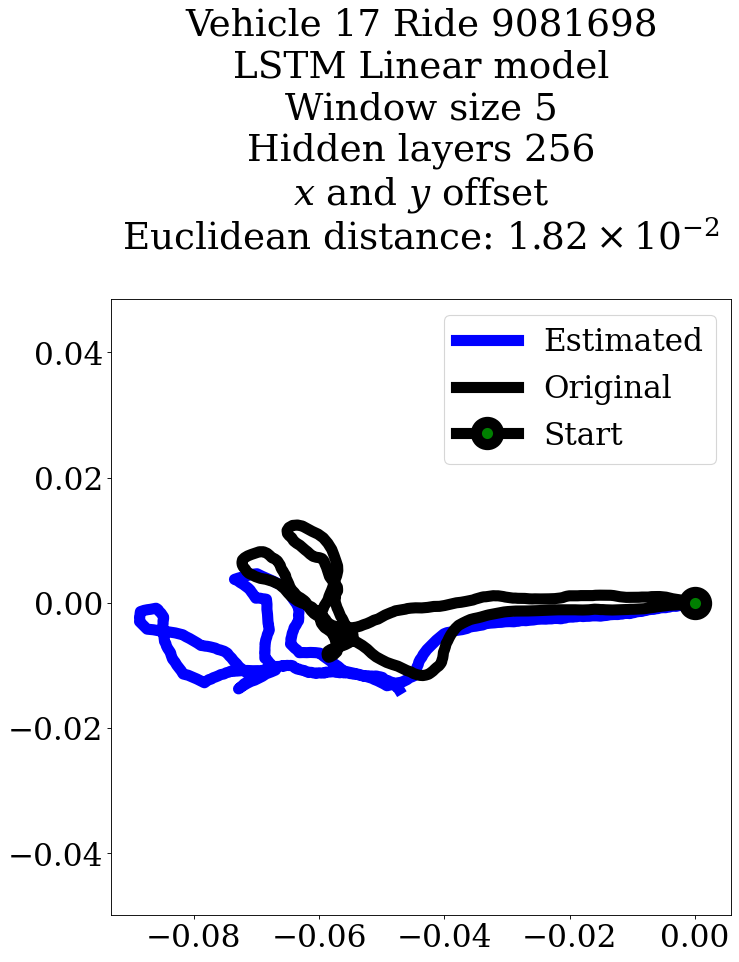 Vehicle 17 Ride 9081698
LSTM Linear model
Window size 5
Hidden layers 256
x and y offset
Euclidean distance: 1.82 × 10⁻²
Estimated
Original
Start
0.04
0.02
0.00
−0.02
−0.04
−0.08 −0.06 −0.04 −0.02 0.00